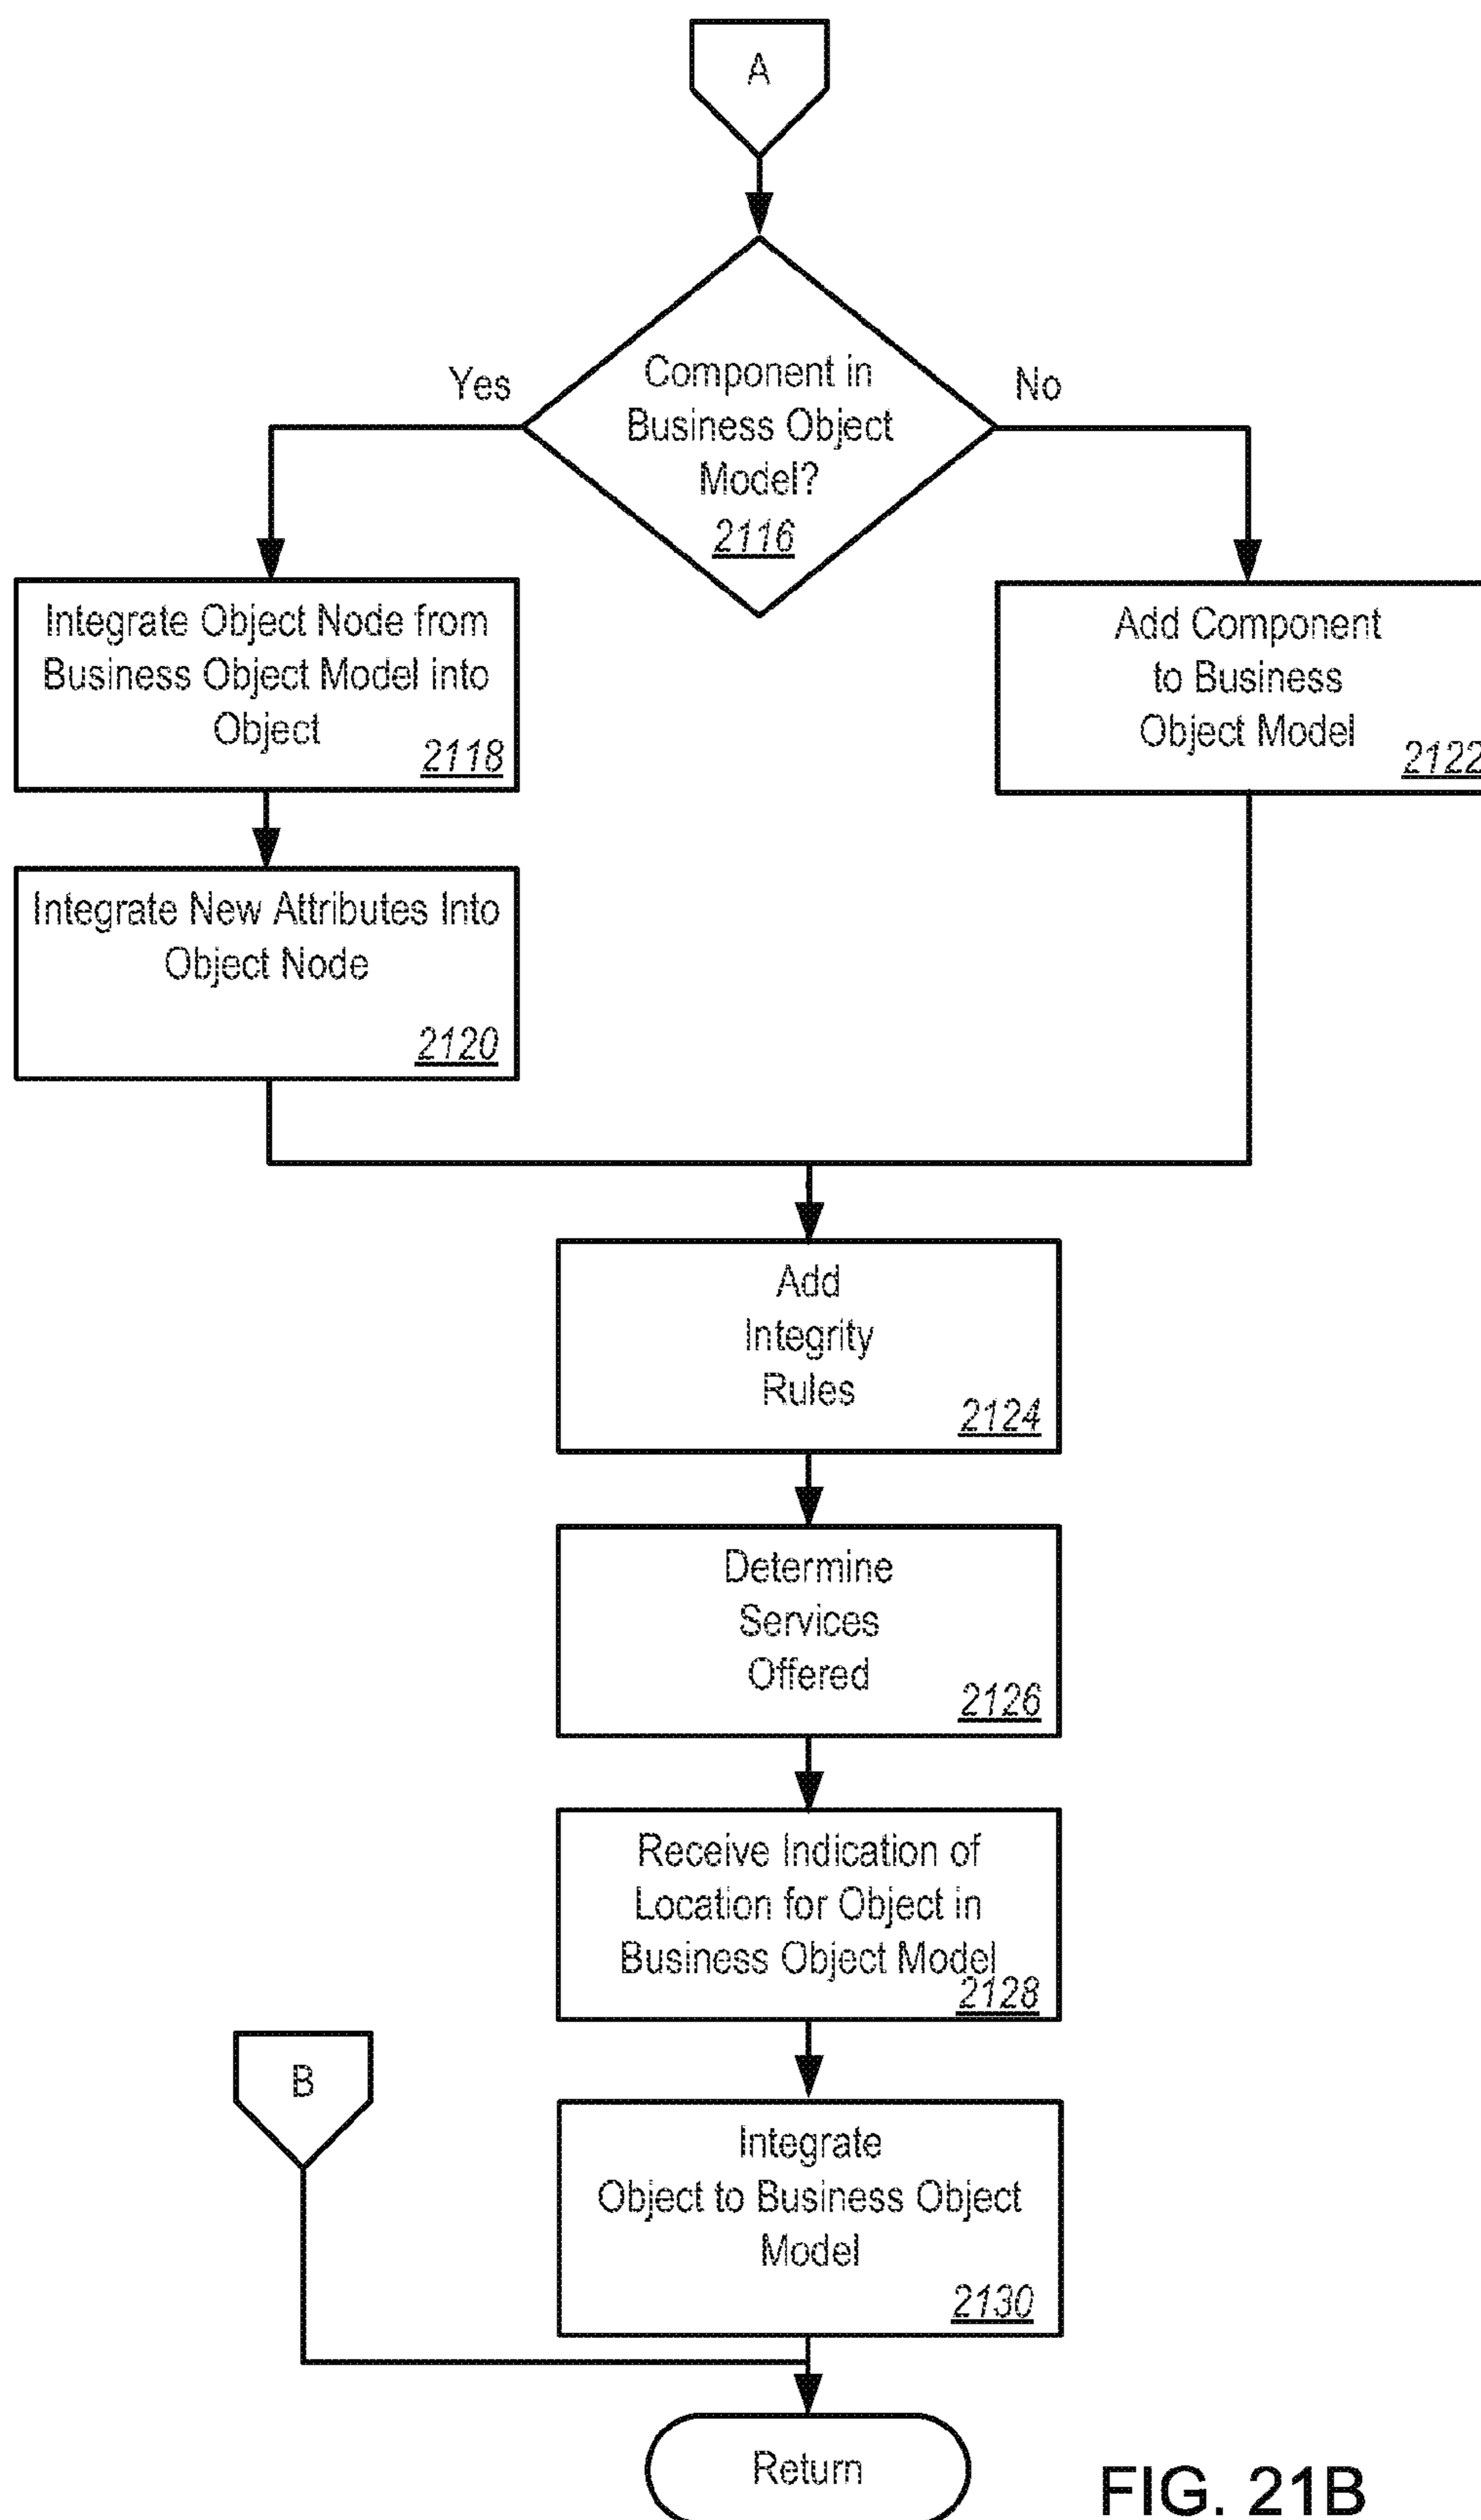 A
Yes
Component in
Business Object
Model?
2116
No
Integrate Object Node from
Business Object Model into
Object
2118
Add Component
to Business
Object Model
2122
Integrate New Attributes Into
Object Node
2120
Add
Integrity
Rules
2124
Determine
Services
Offered
2126
Receive Indication of
Location for Object in
Business Object Model
2128
B
Integrate
Object to Business Object
Model
2130
Return
FIG. 21B